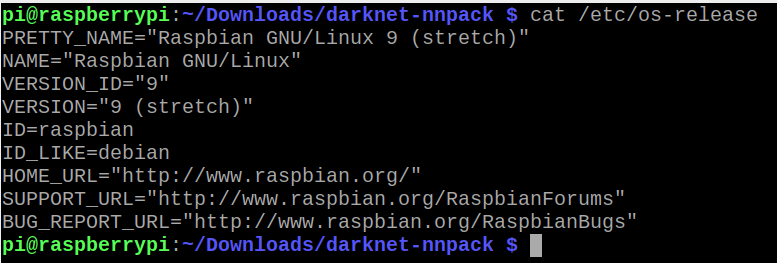 pi@raspberrypi:~/Downloads/darknet-nnpack $ cat /etc/os-release
PRETTY_NAME="Raspbian GNU/Linux 9 (stretch)"
NAME="Raspbian GNU/Linux"
VERSION_ID="9"
VERSION="9 (stretch)"
ID=raspbian
ID_LIKE=debian
HOME_URL="http://www.raspbian.org/"
SUPPORT_URL="http://www.raspbian.org/RaspbianForums"
BUG_REPORT_URL="http://www.raspbian.org/RaspbianBugs"
pi@raspberrypi:~/Downloads/darknet-nnpack $